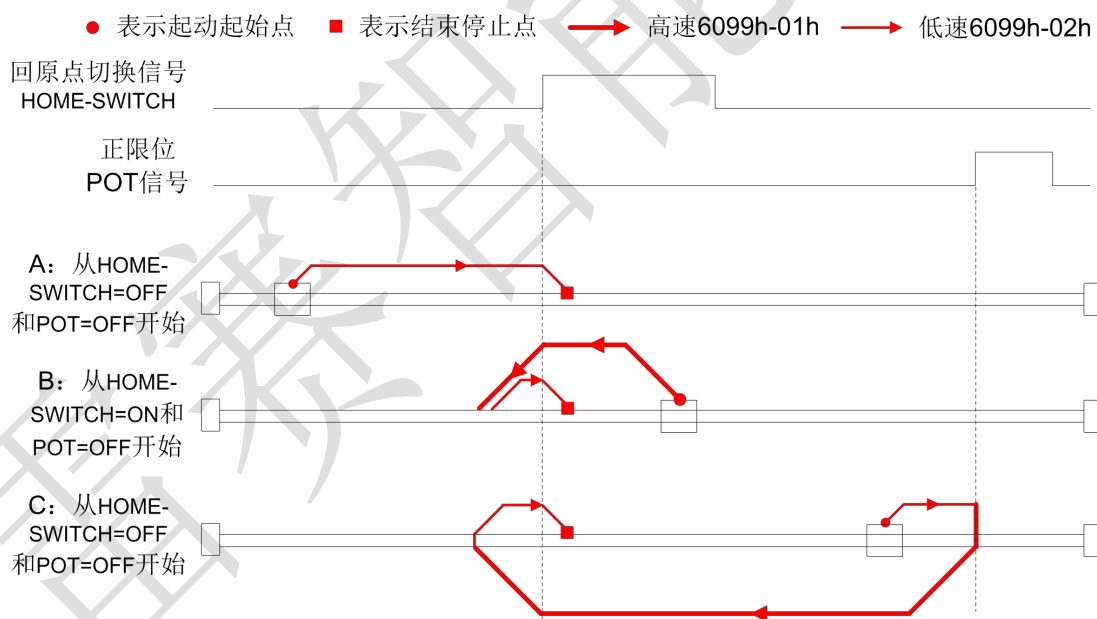 表示起动起始点 表示结束停止点 高速6099h-01h 低速6099h-02h
回原点切换信号
HOME-SWITCH
正限位
POT信号
A：从HOME-
SWITCH=OFF
和POT=OFF开始
B：从HOME-
SWITCH=ON和
POT=OFF开始
C：从HOME-
SWITCH=OFF
和POT=OFF开始
雷赛智能